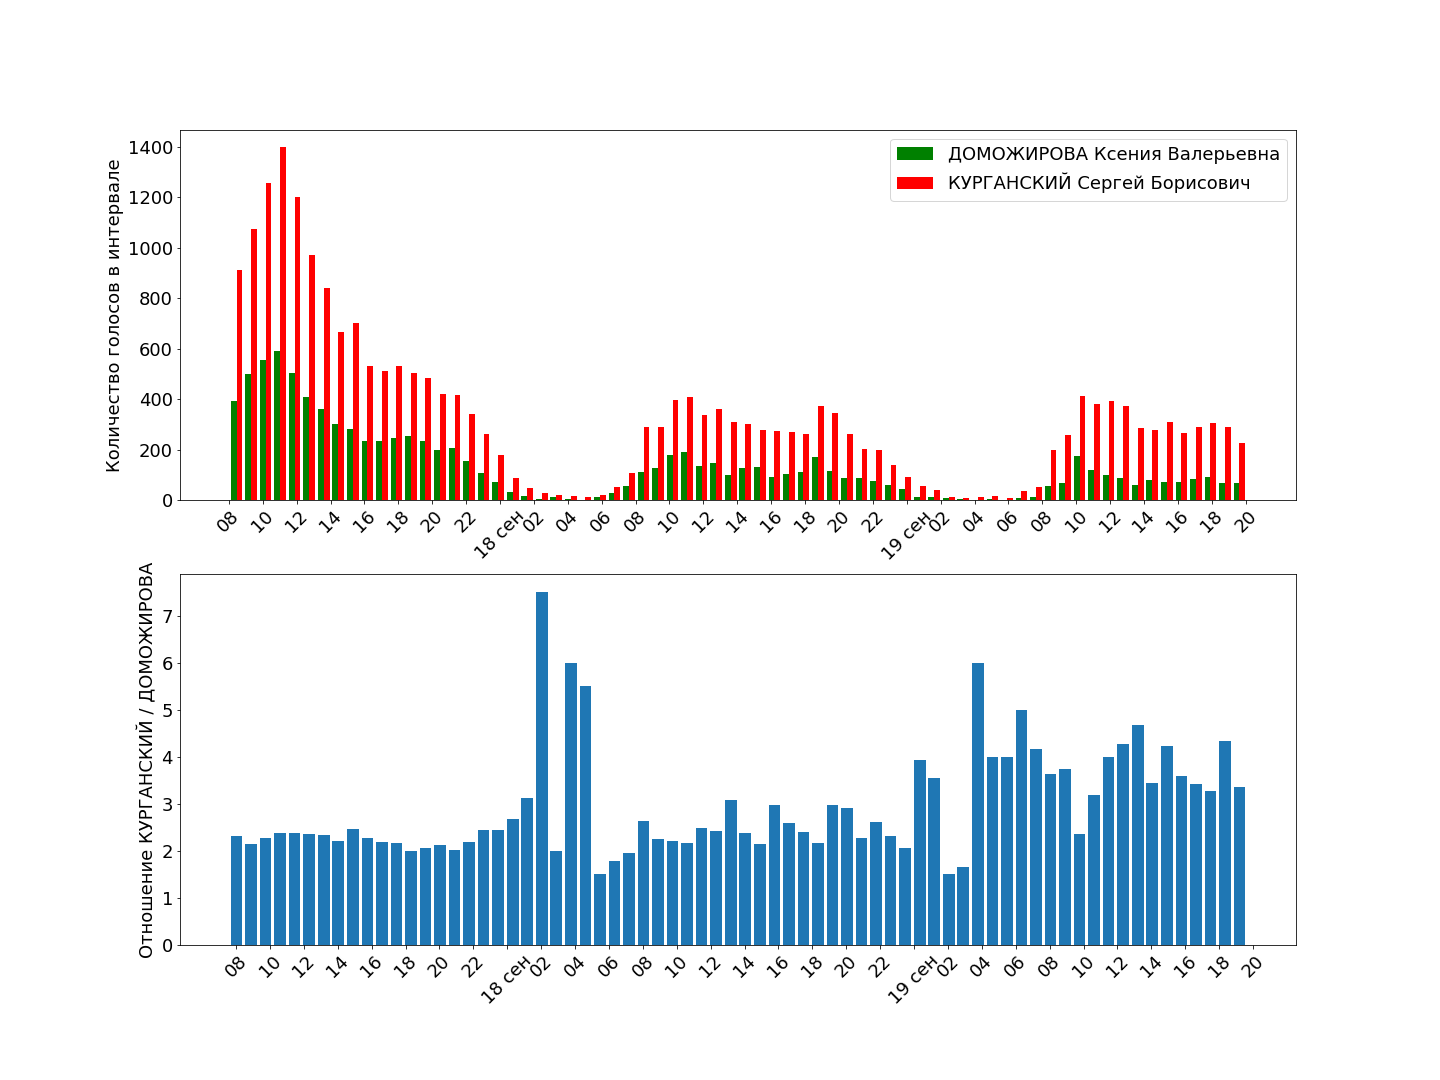 Количество голосов в интервале
1400
1200
1000
800
600
400
200
0
ДОМОЖИРОВА Ксения Валерьевна
КУРГАНСКИЙ Сергей Борисович
08 10 12 14 16 18 20 22 18 сен 02 04 06 08 10 12 14 16 18 20 22 19 сен 02 04 06 08 10 12 14 16 18 20
Отношение КУРГАНСКИЙ / ДОМОЖИРОВА
7
6
5
4
3
2
1
0
08 10 12 14 16 18 20 22 18 сен 02 04 06 08 10 12 14 16 18 20 22 19 сен 02 04 06 08 10 12 14 16 18 20